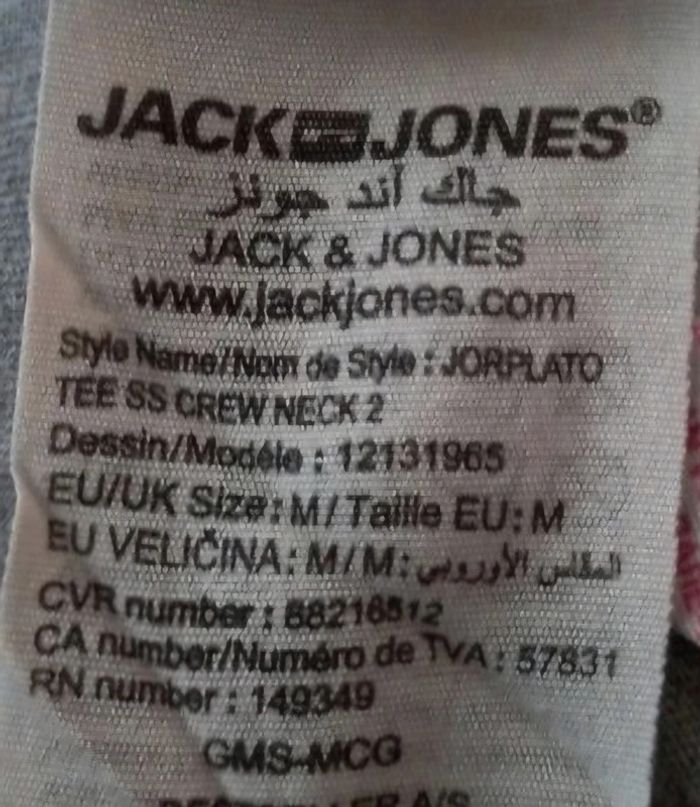 JACK JONES®
جاك آند جونز
JACK & JONES
www.jackjones.com
Style Name/Nom de Style : JORPLATO
TEE SS CREW NECK 2
Dessin/Modéle : 12131965
EU/UK Size: M/ Taille EU: M
EU VELIČINA: M/M: المقاس الأوروبي
CVR number : 88216512
CA number/Numéro de TVA : 57831
RN number : 149349
GMS-MCG
BESTSELLER A/S